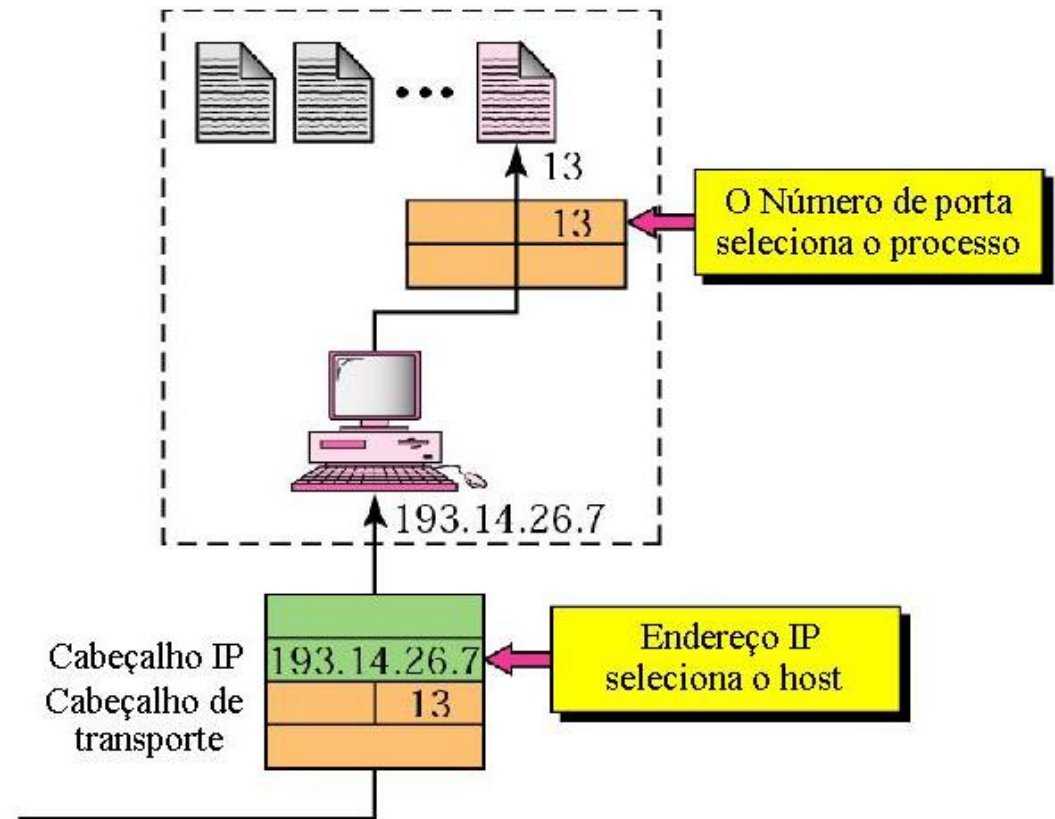 13
13
O Número de porta
seleciona o processo
193.14.26.7
Cabeçalho IP
193.14.26.7
Cabeçalho de
transporte
13
Endereço IP
seleciona o host